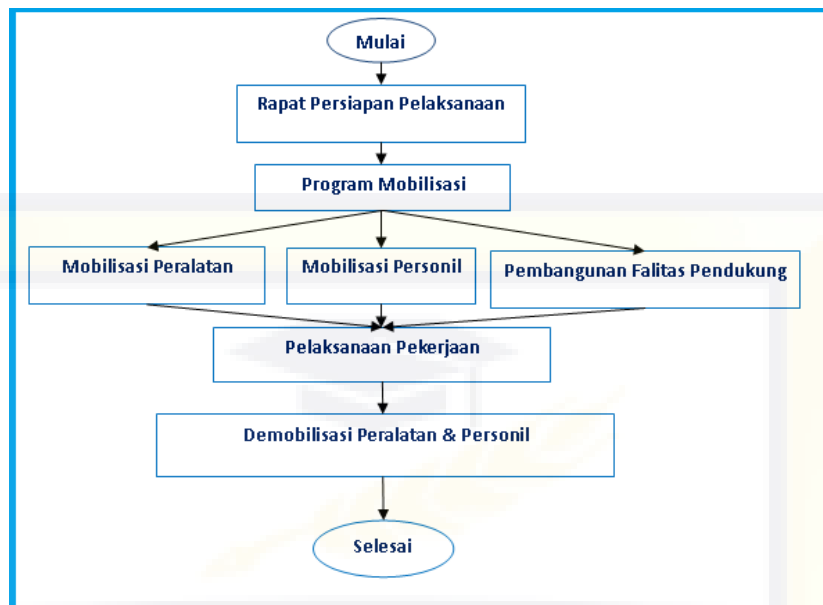 Mulai
Rapat Persiapan Pelaksanaan
Program Mobilisasi
Mobilisasi Peralatan
Mobilisasi Personil
Pembangunan Falitas Pendukung
Pelaksanaan Pekerjaan
Demobilisasi Peralatan & Personil
Selesai